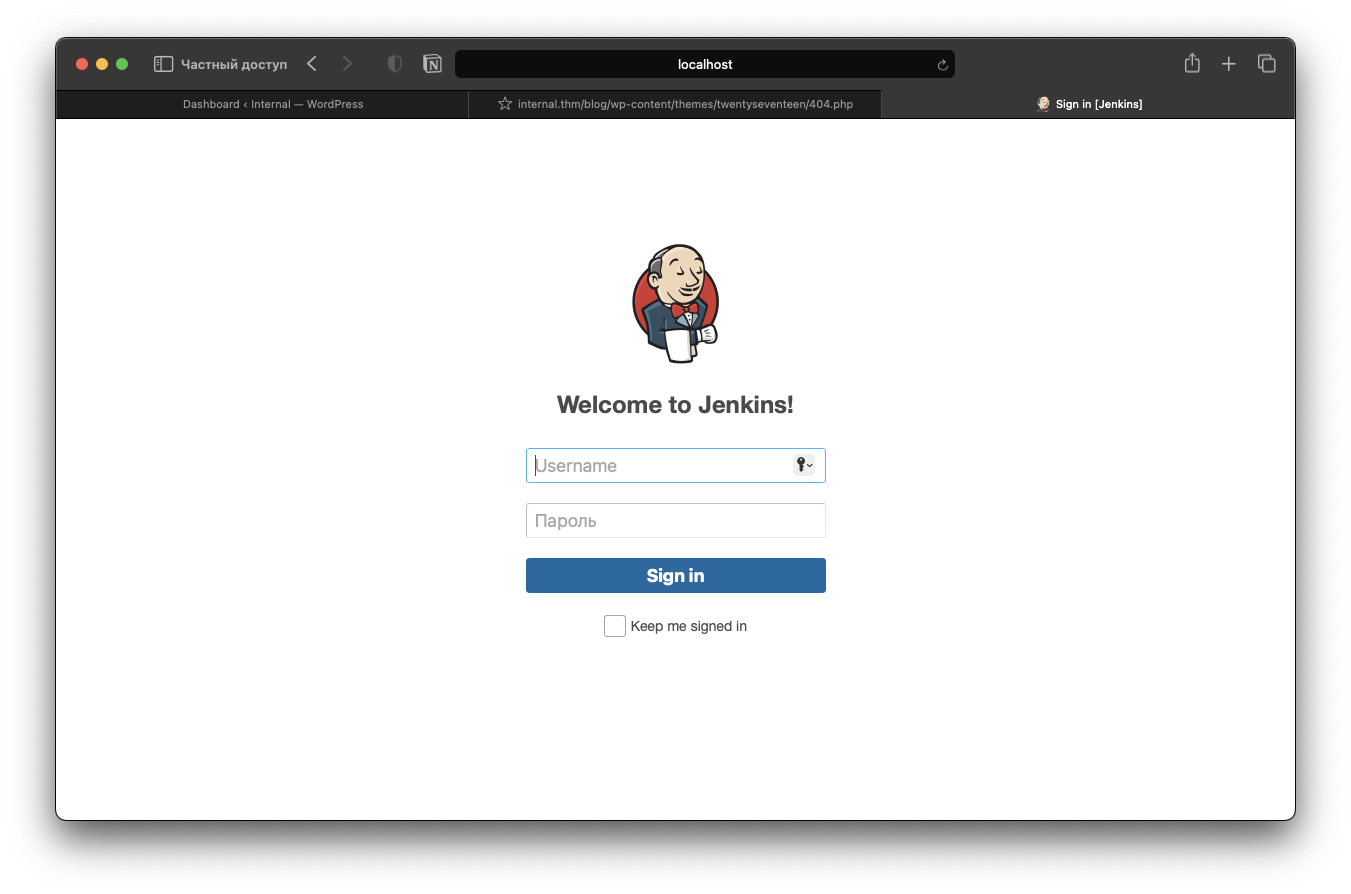 Частный доступ
localhost
Dashboard ‹ Internal — WordPress
internal.thm/blog/wp-content/themes/twentyseventeen/404.php
Sign in [Jenkins]
Welcome to Jenkins!
Username
Пароль
Sign in
Keep me signed in